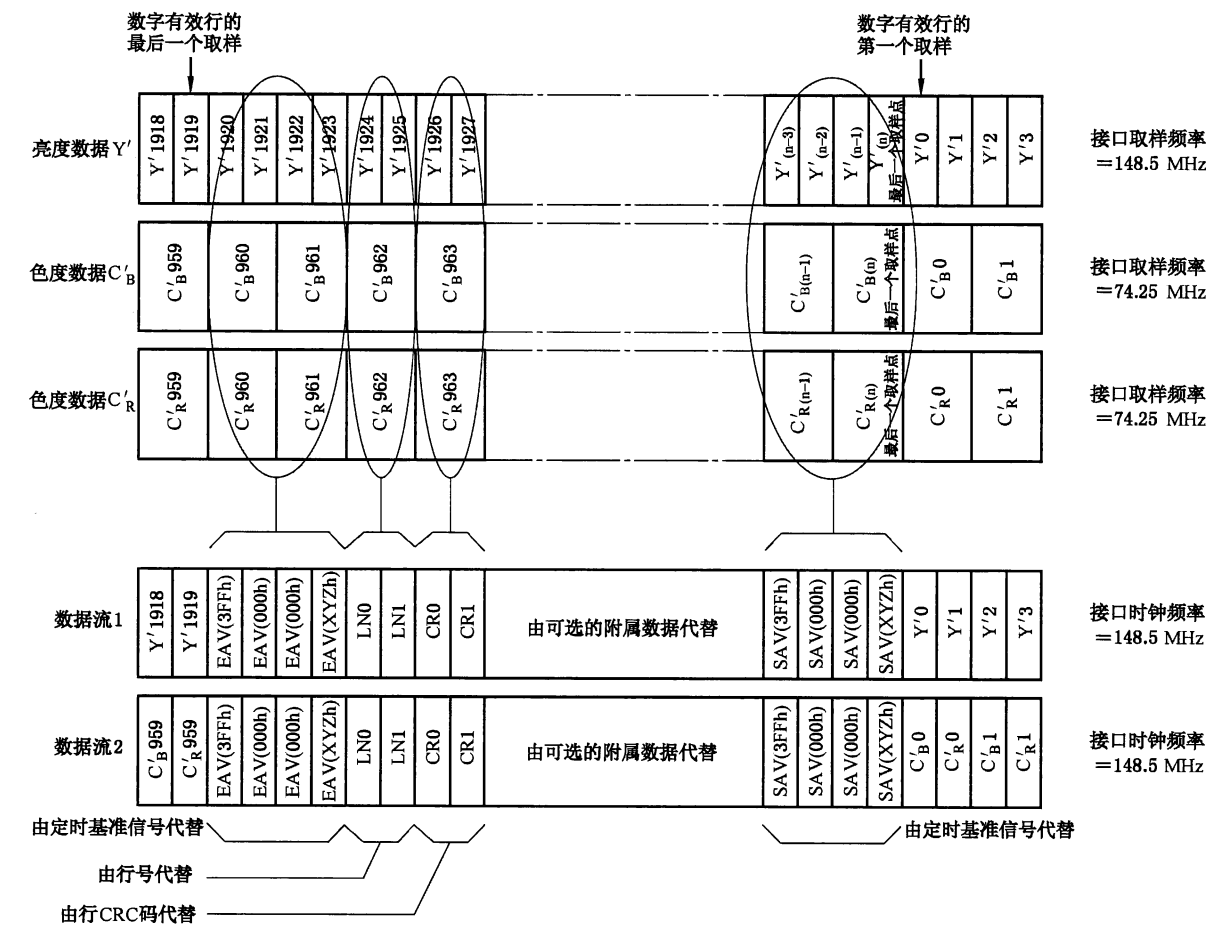 数字有效行的
最后一个取样
数字有效行的
第一个取样
亮度数据Y′
Y′1918
Y′1919
Y′1920
Y′1921
Y′1922
Y′1923
Y′1924
Y′1925
Y′1926
Y′1927
Y′(n-3)
Y′(n-2)
Y′(n-1)
Y′(n)
最后一个取样点
Y′0
Y′1
Y′2
Y′3
接口取样频率
=148.5 MHz
色度数据C′B
C′B959
C′B960
C′B961
C′B962
C′B963
C′B(n-1)
C′B(n)
最后一个取样点
C′B0
C′B1
接口取样频率
=74.25 MHz
色度数据C′R
C′R959
C′R960
C′R961
C′R962
C′R963
C′R(n-1)
C′R(n)
最后一个取样点
C′R0
C′R1
接口取样频率
=74.25 MHz
数据流1
Y′1918
Y′1919
EAV(3FFh)
EAV(000h)
EAV(000h)
EAV(XYZh)
LN0
LN1
CR0
CR1
由可选的附属数据代替
SAV(3FFh)
SAV(000h)
SAV(000h)
SAV(XYZh)
Y′0
Y′1
Y′2
Y′3
接口时钟频率
=148.5 MHz
数据流2
C′B959
C′R959
EAV(3FFh)
EAV(000h)
EAV(000h)
EAV(XYZh)
LN0
LN1
CR0
CR1
由可选的附属数据代替
SAV(3FFh)
SAV(000h)
SAV(000h)
SAV(XYZh)
C′B0
C′R0
C′B1
C′R1
接口时钟频率
=148.5 MHz
由定时基准信号代替
由定时基准信号代替
由行号代替
由行CRC码代替